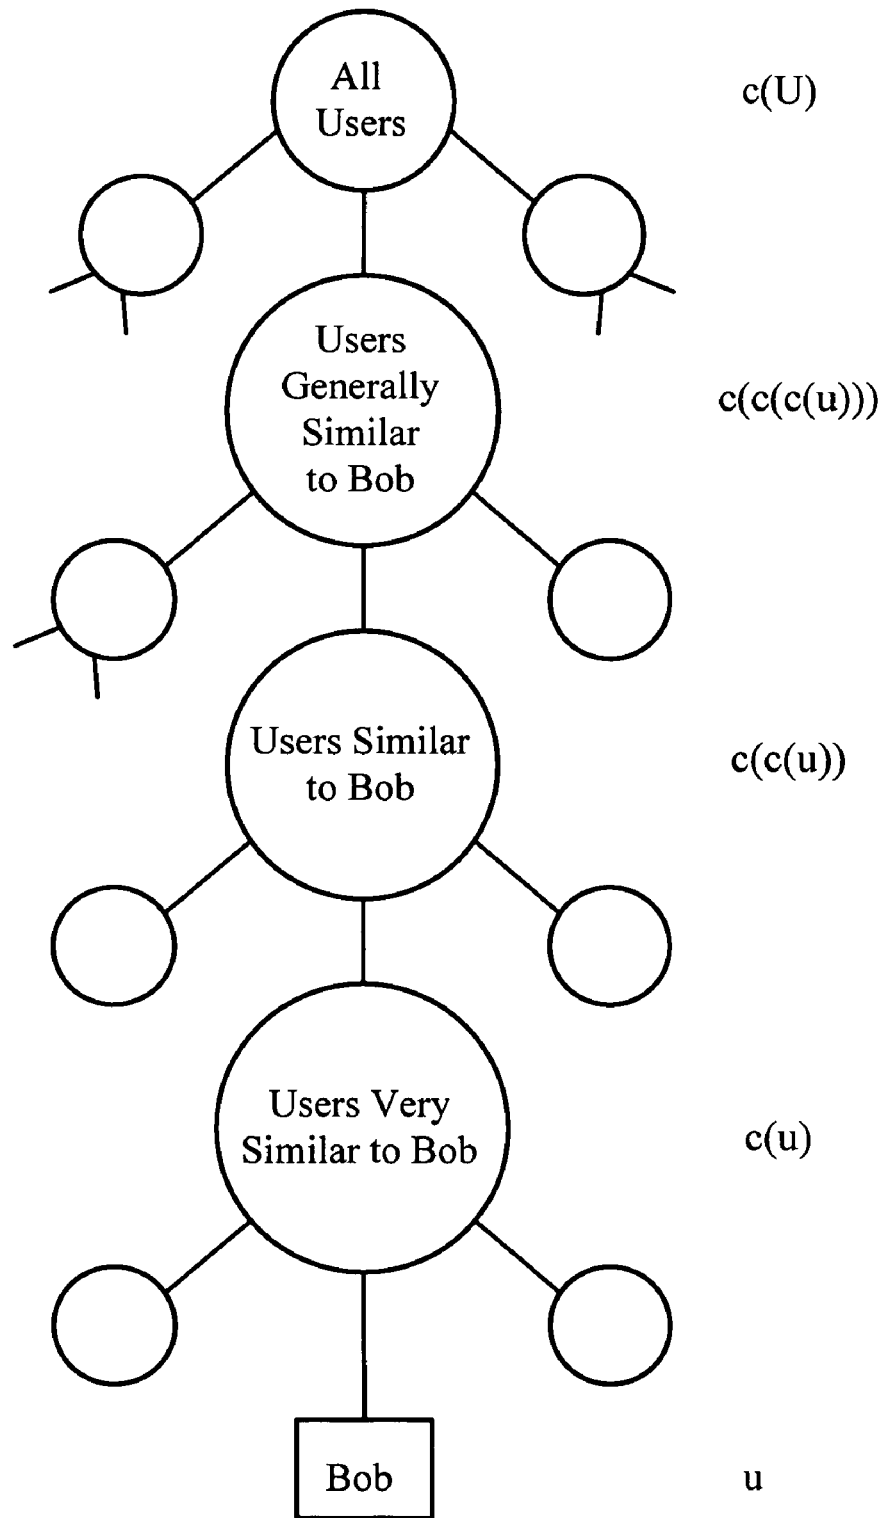 All
Users
c(U)
Users
Generally
Similar
to Bob
c(c(c(u)))
Users Similar
to Bob
c(c(u))
Users Very
Similar to Bob
c(u)
Bob
u